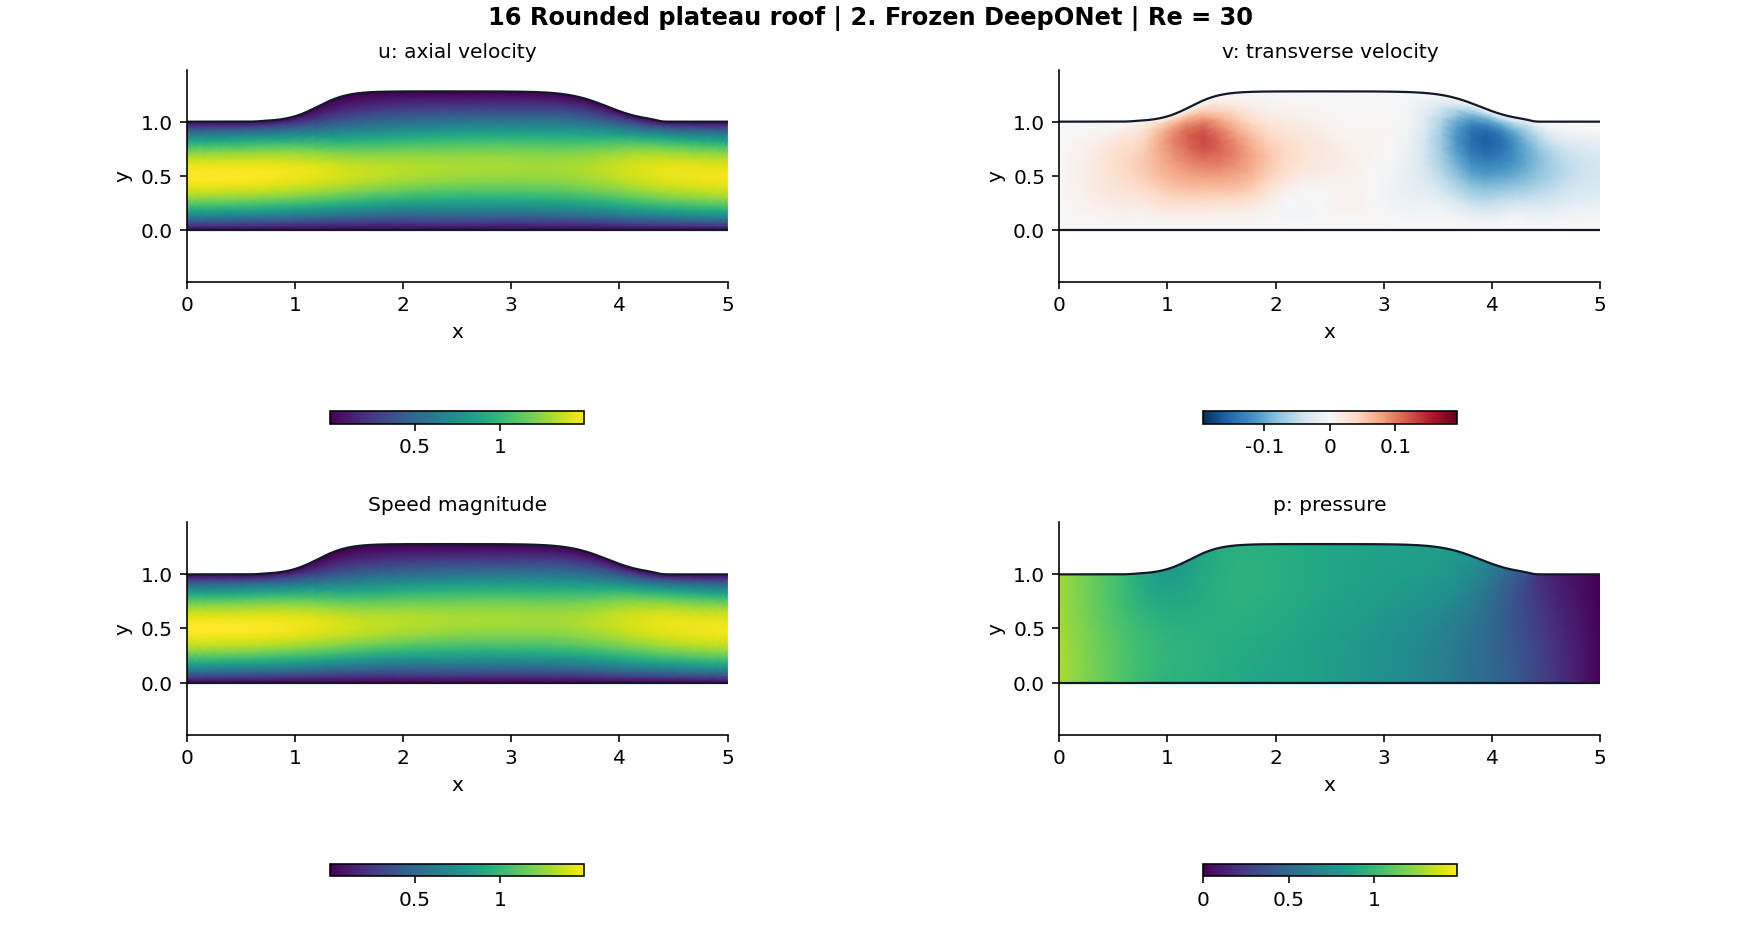 16 Rounded plateau roof | 2. Frozen DeepONet | Re = 30
u: axial velocity
1.0
0.5
0.0
y
0 1 2 3 4 5
x
0.5 1
v: transverse velocity
1.0
0.5
0.0
y
0 1 2 3 4 5
x
-0.1 0 0.1
Speed magnitude
1.0
0.5
0.0
y
0 1 2 3 4 5
x
0.5 1
p: pressure
1.0
0.5
0.0
y
0 1 2 3 4 5
x
0 0.5 1